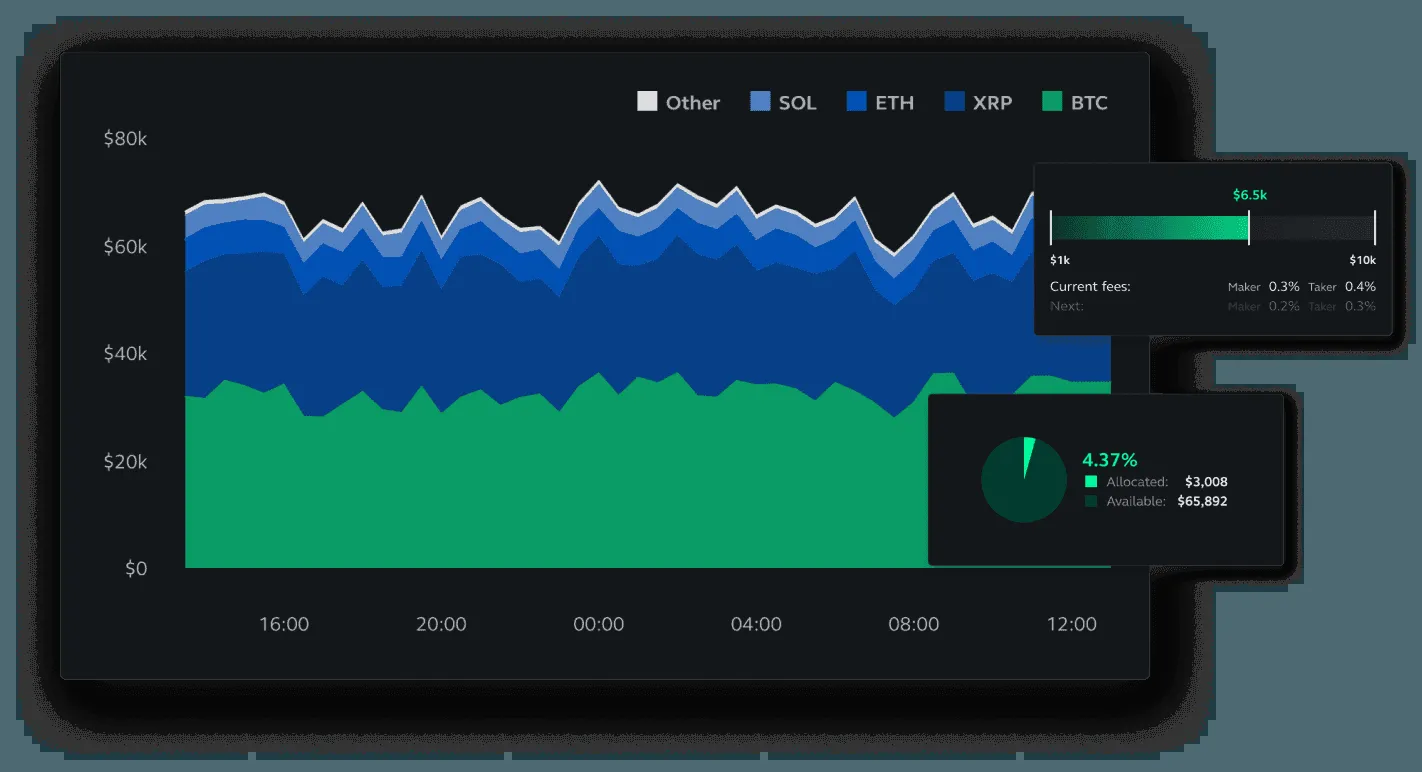 Other SOL ETH XRP BTC
$80k
$60k
$40k
$20k
$0
16:00 20:00 00:00 04:00 08:00 12:00
$6.5k
$1k $10k
Current fees: Maker 0.3% Taker 0.4%
Next: Maker 0.2% Taker 0.3%
4.37%
Allocated: $3,008
Available: $65,892